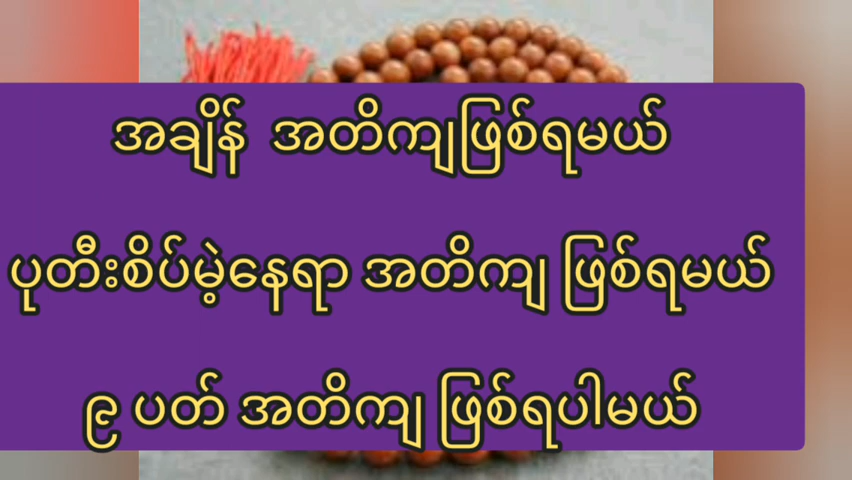 အချိန် အတိကျဖြစ်ရမယ်
ပုတီးစိပ်မဲ့နေရာ အတိကျ ဖြစ်ရမယ်
၉ ပတ် အတိကျ ဖြစ်ရပါမယ်